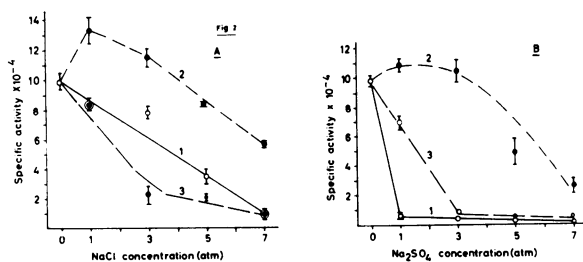 Fig 2
A
Specific activity × 10⁻⁴
14
12
10
8
6
4
2
2
1
3
0 1 3 5 7
NaCl concentration (atm)
B
Specific activity × 10⁻⁴
12
10
8
6
4
2
2
3
1
0 1 3 5 7
Na₂SO₄ concentration (atm)